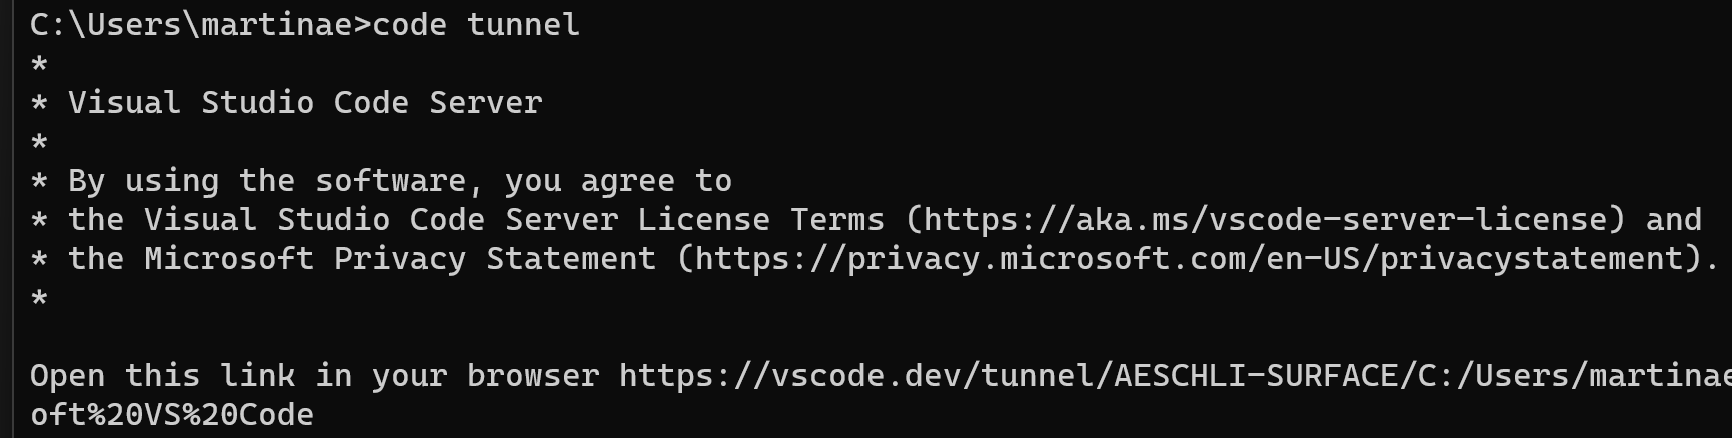 C:\Users\martinae>code tunnel
*
* Visual Studio Code Server
*
* By using the software, you agree to
* the Visual Studio Code Server License Terms (https://aka.ms/vscode-server-license) and
* the Microsoft Privacy Statement (https://privacy.microsoft.com/en-US/privacystatement).
*
Open this link in your browser https://vscode.dev/tunnel/AESCHLI-SURFACE/C:/Users/martinae
oft%20VS%20Code